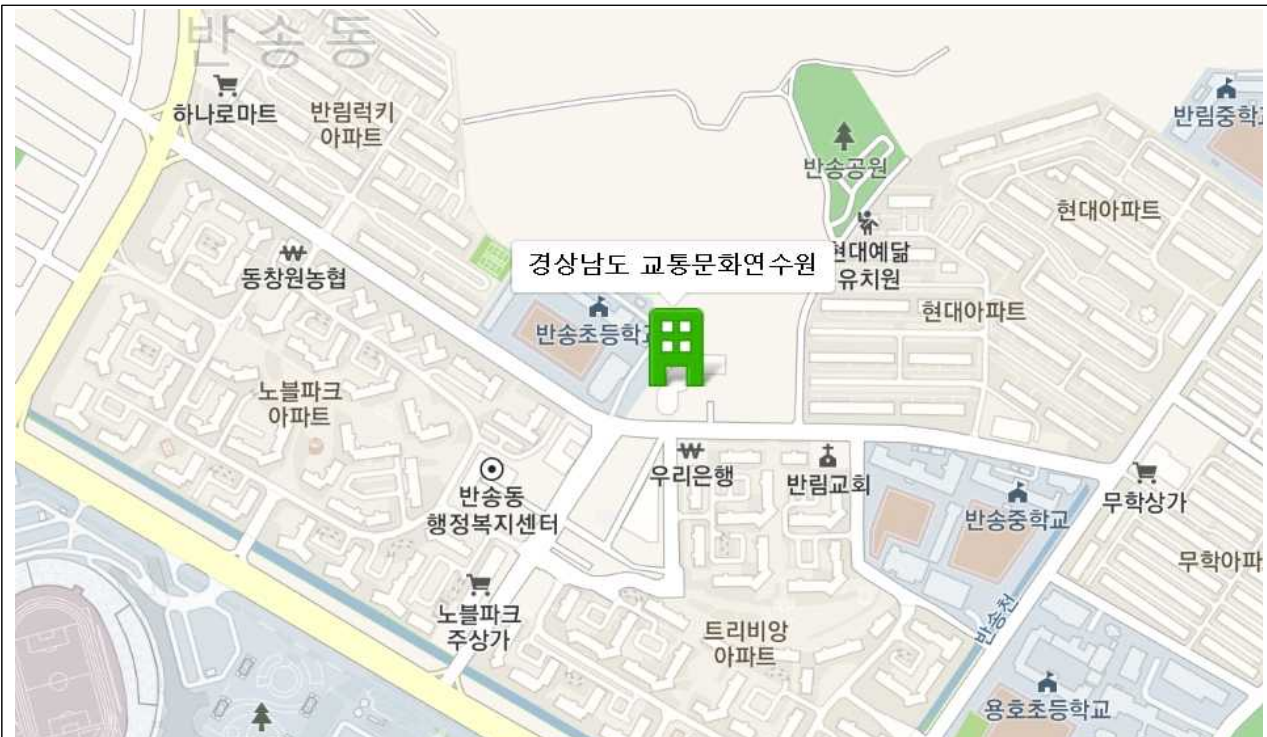 반송동
하나로마트
반림럭키
아파트
반림중학
반송공원
현대아파트
동창원농협
경상남도 교통문화연수원
현대예닮
유치원
현대아파트
반송초등학
노블파크
아파트
우리은행
반림교회
반송동
행정복지센터
반송중학교
무학상가
무학아파
노블파크
주상가
트리비앙
아파트
반송천
용호초등학교